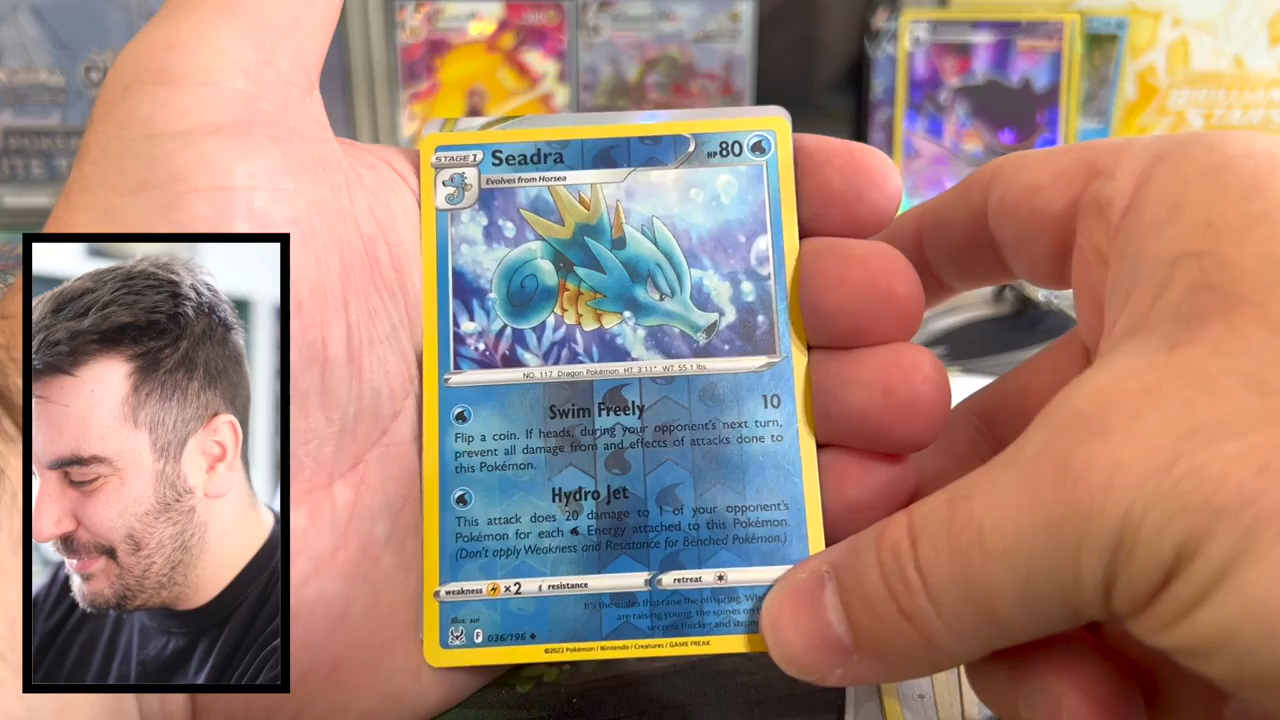 STAGE 1 Seadra HP 80
Evolves from Horsea
NO. 117 Dragon Pokémon HT. 3'11" WT. 55.1 lbs.
Swim Freely 10
Flip a coin. If heads, during your opponent's next turn,
prevent all damage from and effects of attacks done to
this Pokémon.
Hydro Jet
This attack does 20 damage to 1 of your opponent's
Pokémon for each Energy attached to this Pokémon.
(Don't apply Weakness and Resistance for Benched Pokémon.)
weakness ×2 resistance retreat
It's the males that raise the offspring.
are raising young, the spines on
secrete thicker and
Illus. sui
F 036/196
©2022 Pokémon / Nintendo / Creatures / GAME FREAK